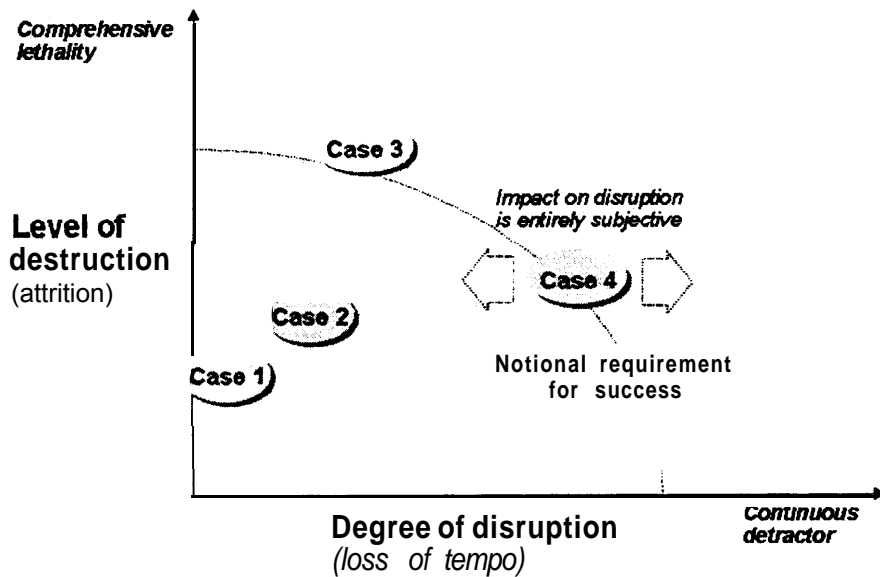 Comprehensive
lethality
Case 3
Impact on disruption
is entirely subjective
Level of
destruction
(attrition)
Case 4
Case 2
Notional requirement
for success
Case 1
Degree of disruption
(loss of tempo)
Continuous
detractor